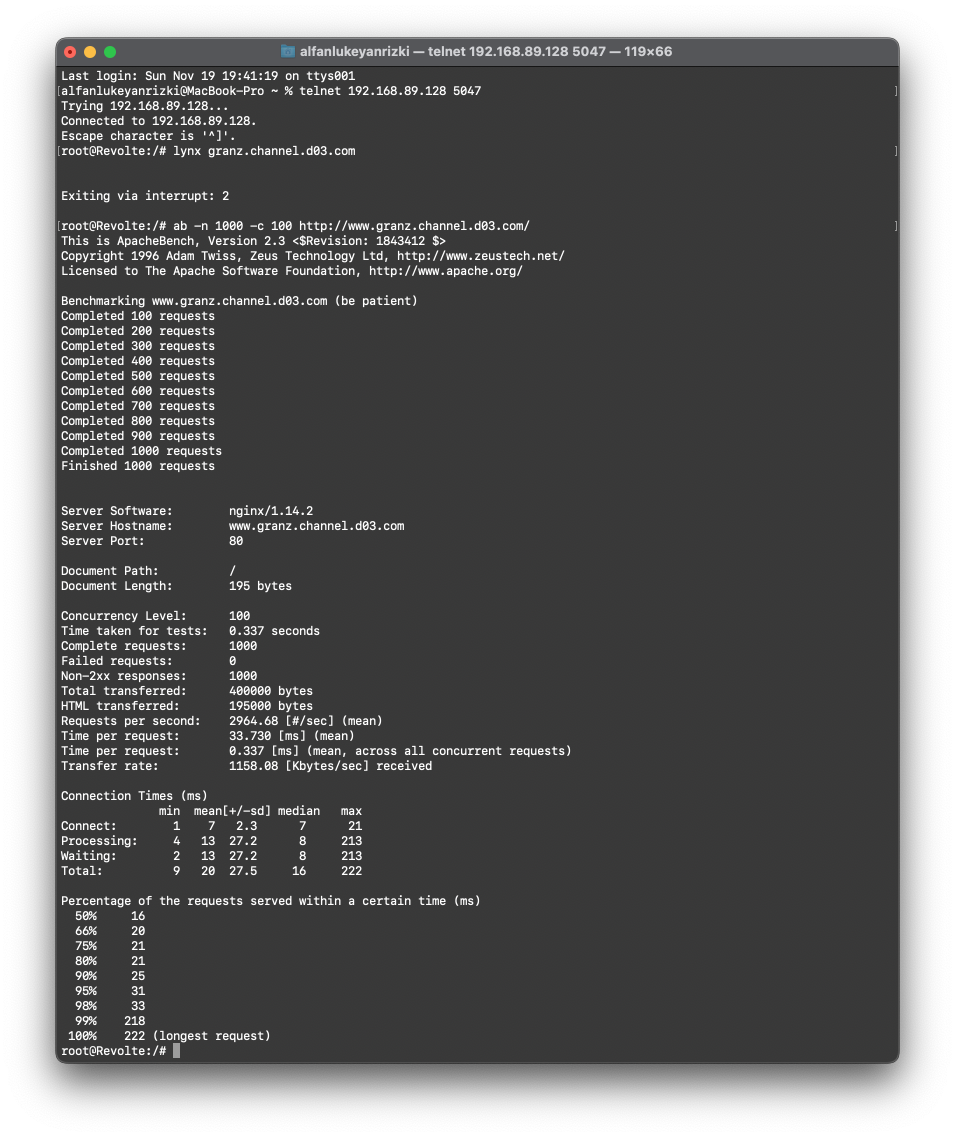 alfanlukeyanrizki — telnet 192.168.89.128 5047 — 119×66
Last login: Sun Nov 19 19:41:19 on ttys001
[alfanlukeyanrizki@MacBook-Pro ~ % telnet 192.168.89.128 5047 ]
Trying 192.168.89.128...
Connected to 192.168.89.128.
Escape character is '^]'.
[root@Revolte:/# lynx granz.channel.d03.com ]
Exiting via interrupt: 2
[root@Revolte:/# ab -n 1000 -c 100 http://www.granz.channel.d03.com/ ]
This is ApacheBench, Version 2.3 <$Revision: 1843412 $>
Copyright 1996 Adam Twiss, Zeus Technology Ltd, http://www.zeustech.net/
Licensed to The Apache Software Foundation, http://www.apache.org/
Benchmarking www.granz.channel.d03.com (be patient)
Completed 100 requests
Completed 200 requests
Completed 300 requests
Completed 400 requests
Completed 500 requests
Completed 600 requests
Completed 700 requests
Completed 800 requests
Completed 900 requests
Completed 1000 requests
Finished 1000 requests
Server Software: nginx/1.14.2
Server Hostname: www.granz.channel.d03.com
Server Port: 80
Document Path: /
Document Length: 195 bytes
Concurrency Level: 100
Time taken for tests: 0.337 seconds
Complete requests: 1000
Failed requests: 0
Non-2xx responses: 1000
Total transferred: 400000 bytes
HTML transferred: 195000 bytes
Requests per second: 2964.68 [#/sec] (mean)
Time per request: 33.730 [ms] (mean)
Time per request: 0.337 [ms] (mean, across all concurrent requests)
Transfer rate: 1158.08 [Kbytes/sec] received
Connection Times (ms)
min mean[+/-sd] median max
Connect: 1 7 2.3 7 21
Processing: 4 13 27.2 8 213
Waiting: 2 13 27.2 8 213
Total: 9 20 27.5 16 222
Percentage of the requests served within a certain time (ms)
50% 16
66% 20
75% 21
80% 21
90% 25
95% 31
98% 33
99% 218
100% 222 (longest request)
root@Revolte:/#